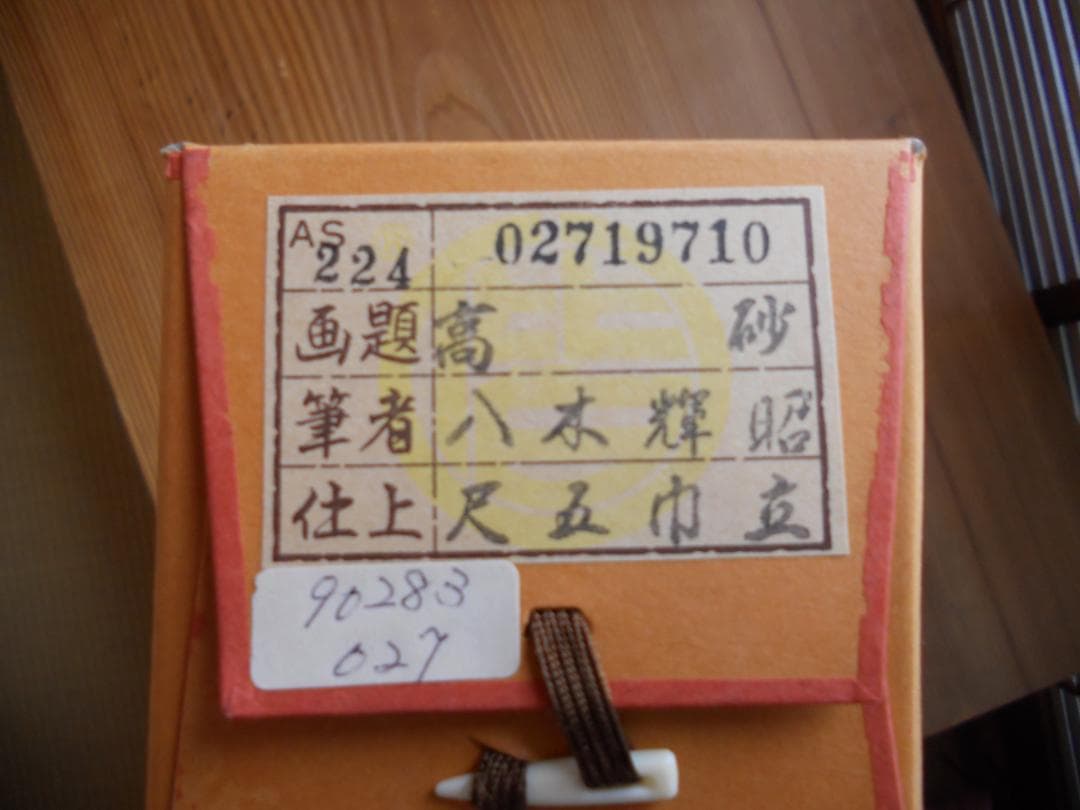 AS 224 02719710
画題 高 砂
筆者 八 木 輝 昭
仕上 尺 五 巾 立
90283
027